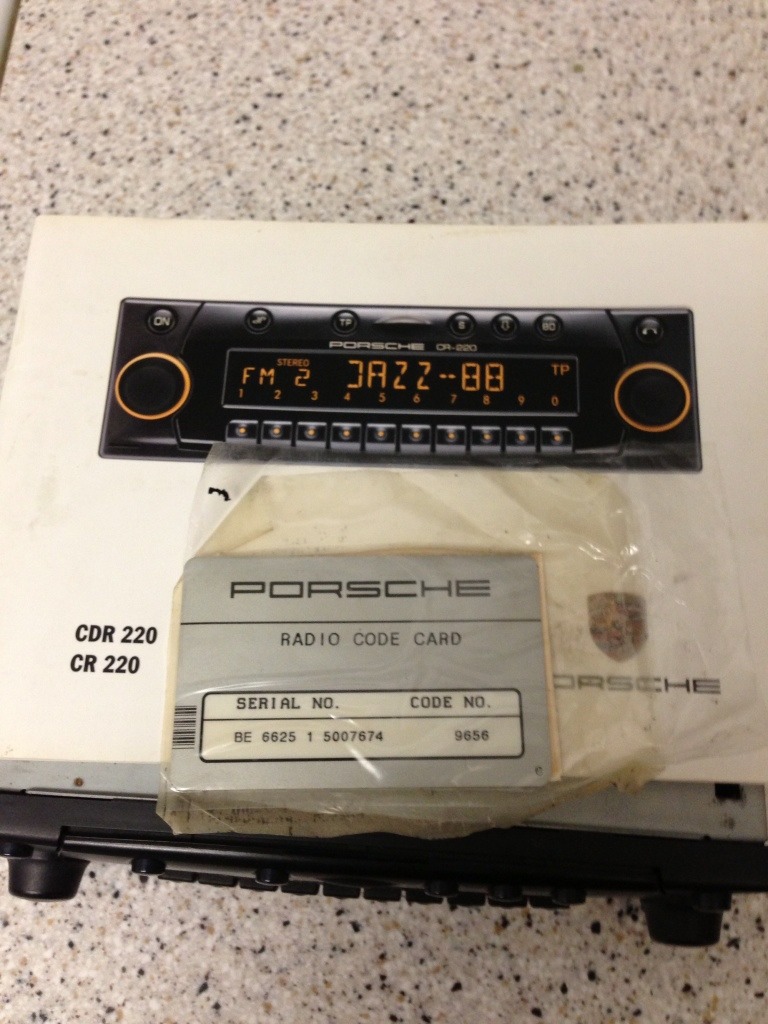 ON TP S BO
PORSCHE CR-220
STEREO
FM 2 JAZZ--88 TP
1 2 3 4 5 6 7 8 9 0
CDR 220
CR 220
PORSCHE
RADIO CODE CARD
SERIAL NO. CODE NO.
BE 6625 1 5007674 9656
PORSCHE